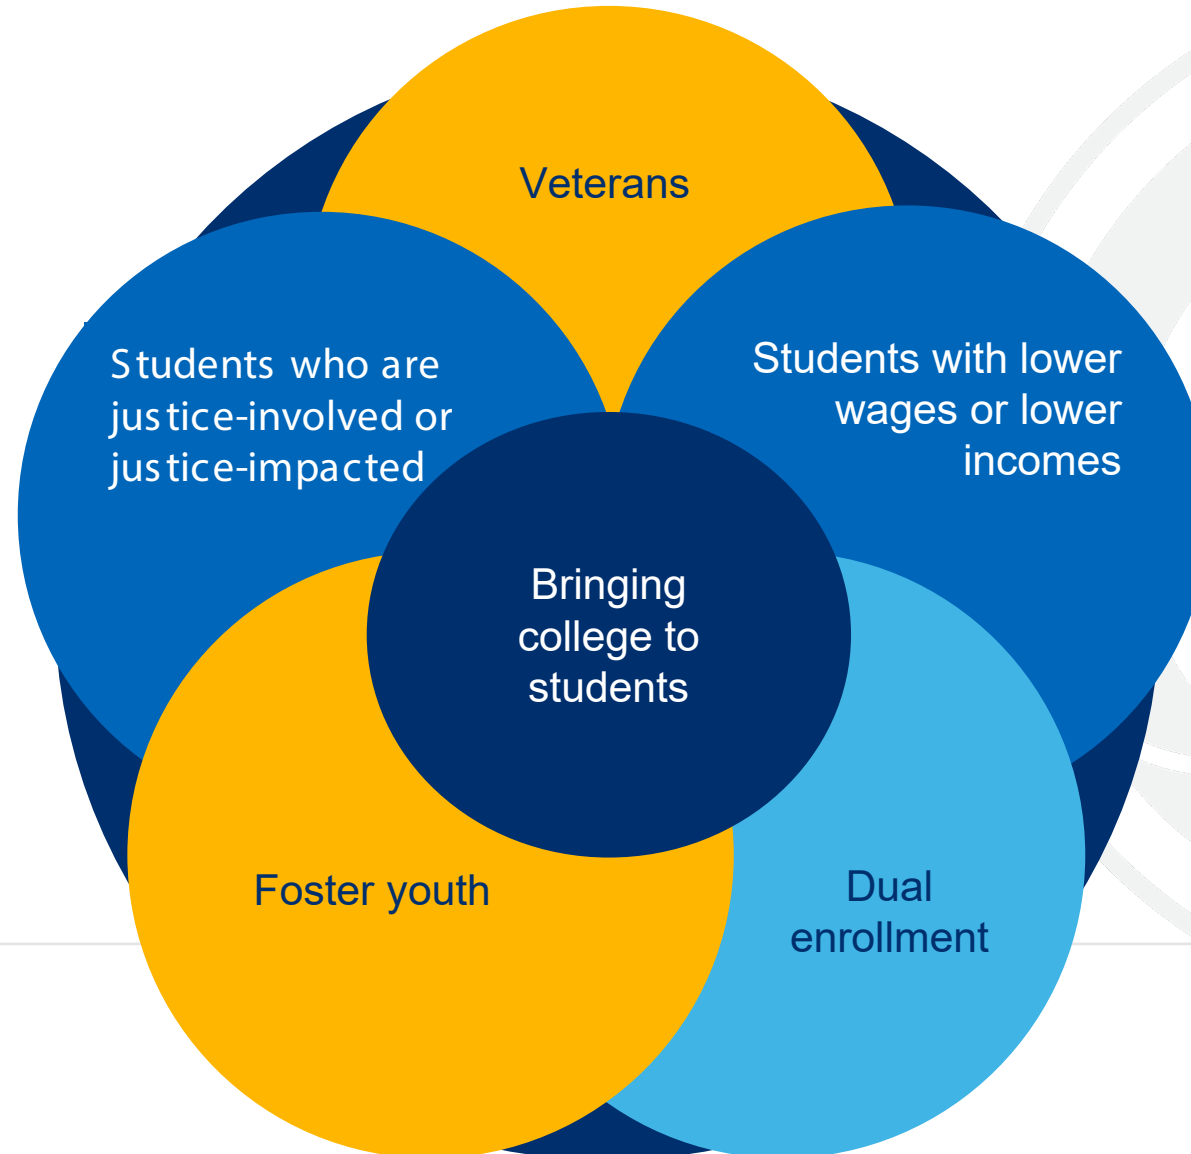 Veterans
Students who are
justice-involved or
justice-impacted
Students with lower
wages or lower
incomes
Bringing
college to
students
Foster youth
Dual
enrollment